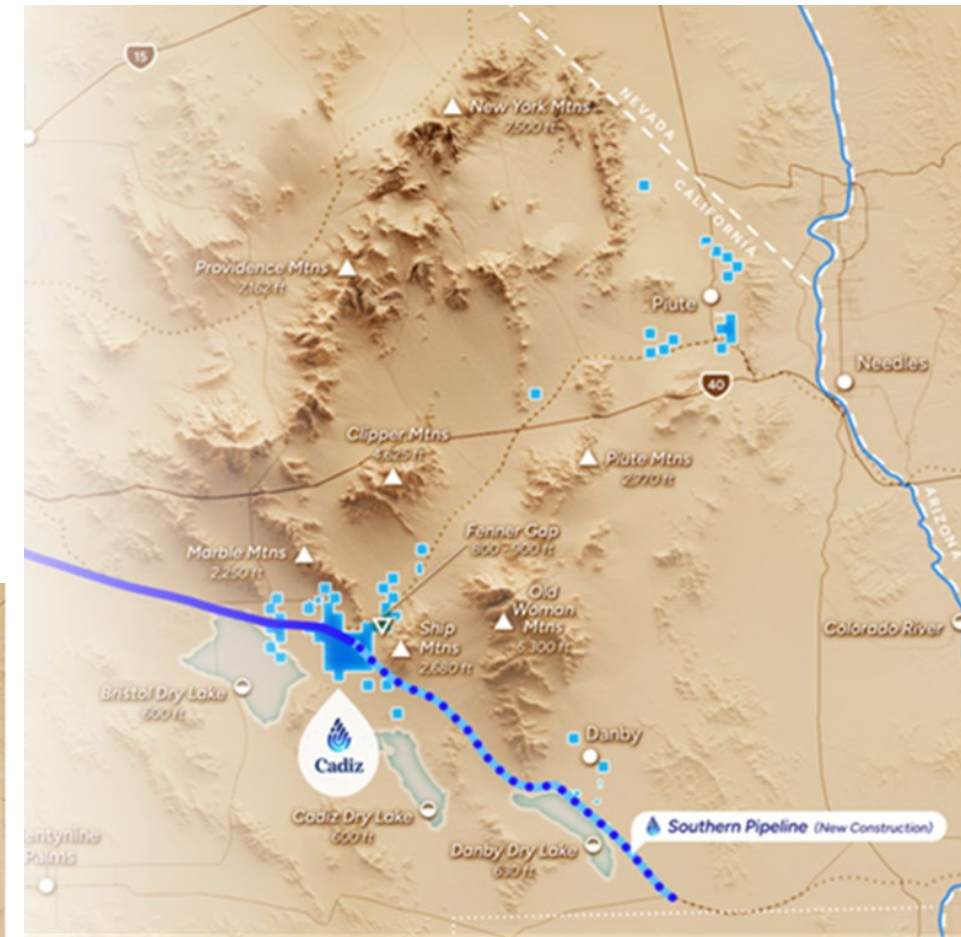 15
New York Mtns
7,500 ft
NEVADA
CALIFORNIA
Providence Mtns
7,162 ft
Piute
Needles
40
Clipper Mtns
4,625 ft
Piute Mtns
2,770 ft
ARIZONA
Fenner Gap
800 - 900 ft
Marble Mtns
2,250 ft
Old
Woman
Mtns
5,300 ft
Ship
Mtns
2,680 ft
Colorado River
Bristol Dry Lake
600 ft
Cadiz
Danby
Cadiz Dry Lake
600 ft
Southern Pipeline (New Construction)
Danby Dry Lake
630 ft
entynine
Palms